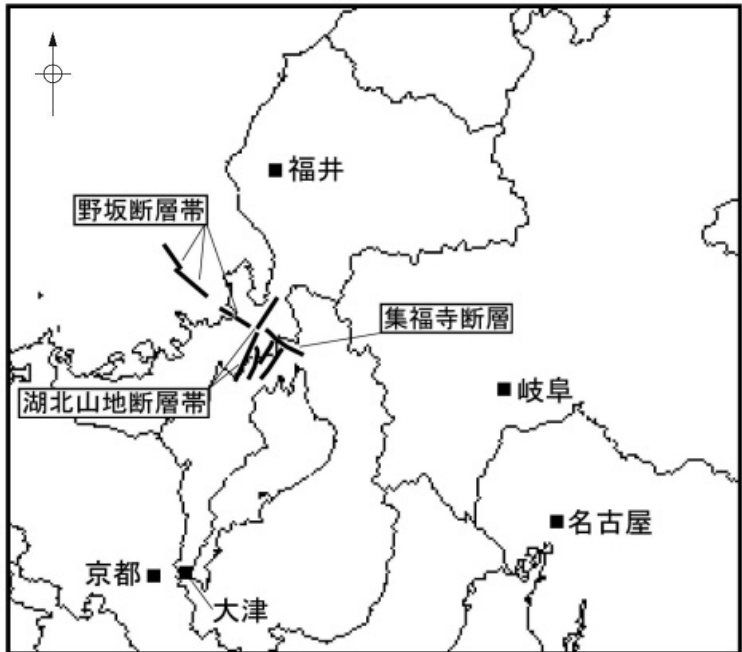 福井
野坂断層帯
集福寺断層
湖北山地断層帯
岐阜
名古屋
京都
大津